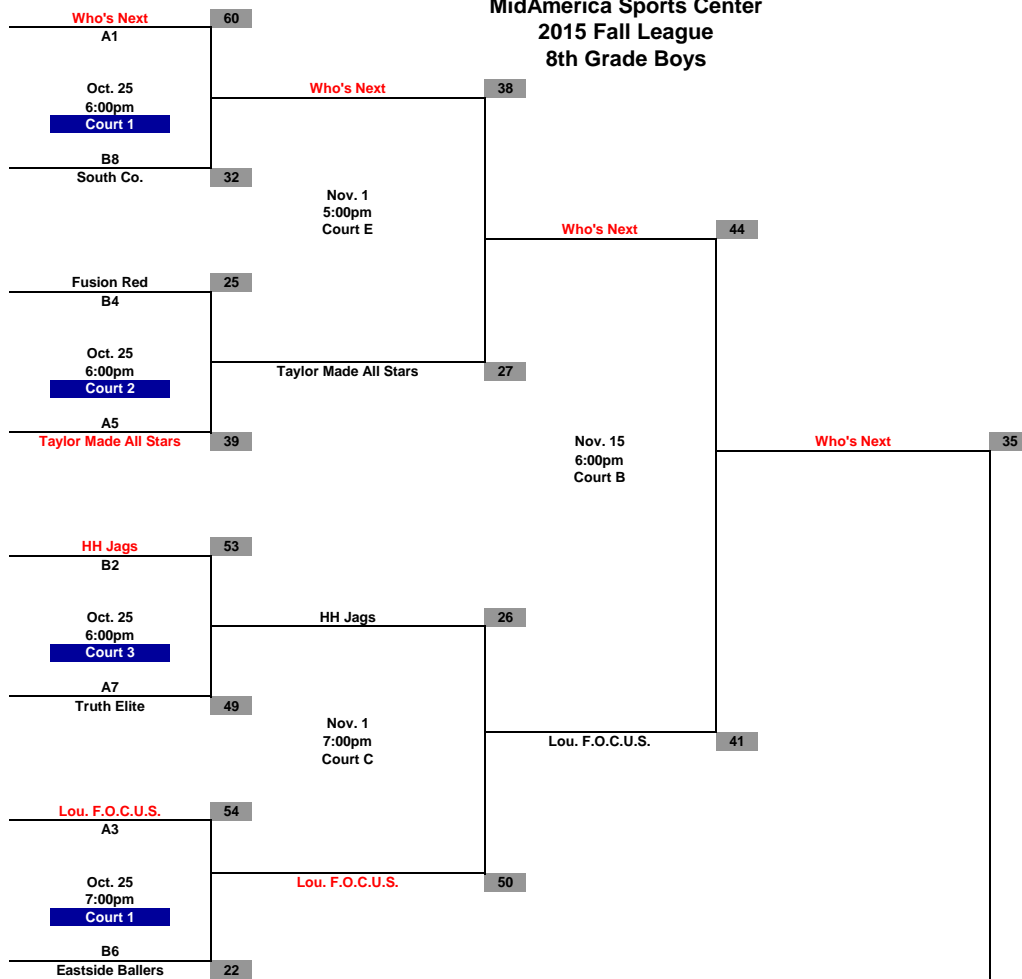 MidAmerica Sports Center
2015 Fall League
8th Grade Boys
Who's Next 60
A1
Oct. 25
6:00pm
Court 1
B8
South Co. 32
Who's Next 38
Nov. 1
5:00pm
Court E
Fusion Red 25
B4
Oct. 25
6:00pm
Court 2
A5
Taylor Made All Stars 39
Taylor Made All Stars 27
Who's Next 44
Nov. 15
6:00pm
Court B
Who's Next 35
HH Jags 53
B2
Oct. 25
6:00pm
Court 3
A7
Truth Elite 49
HH Jags 26
Nov. 1
7:00pm
Court C
Lou. F.O.C.U.S. 41
Lou. F.O.C.U.S. 54
A3
Oct. 25
7:00pm
Court 1
B6
Eastside Ballers 22
Lou. F.O.C.U.S. 50